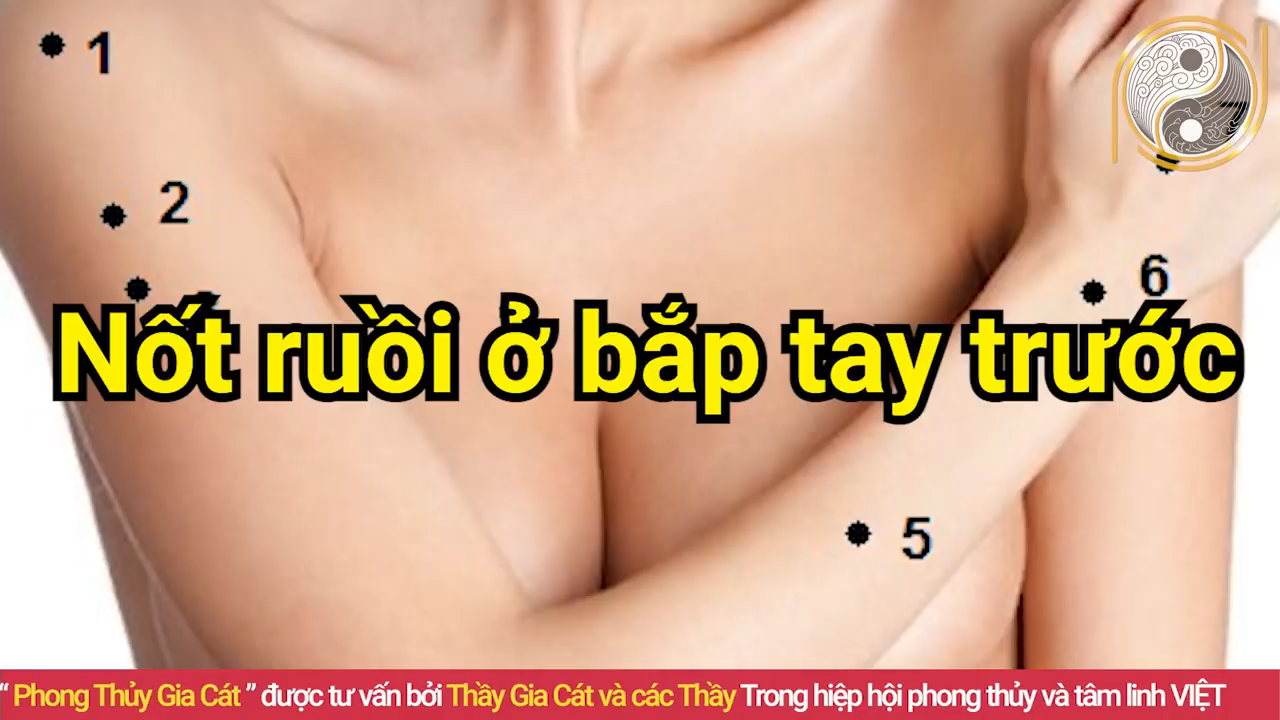 1
2
6
Nốt ruồi ở bắp tay trước
5
“ Phong Thủy Gia Cát ” được tư vấn bởi Thầy Gia Cát và các Thầy Trong hiệp hội phong thủy và tâm linh VIỆT